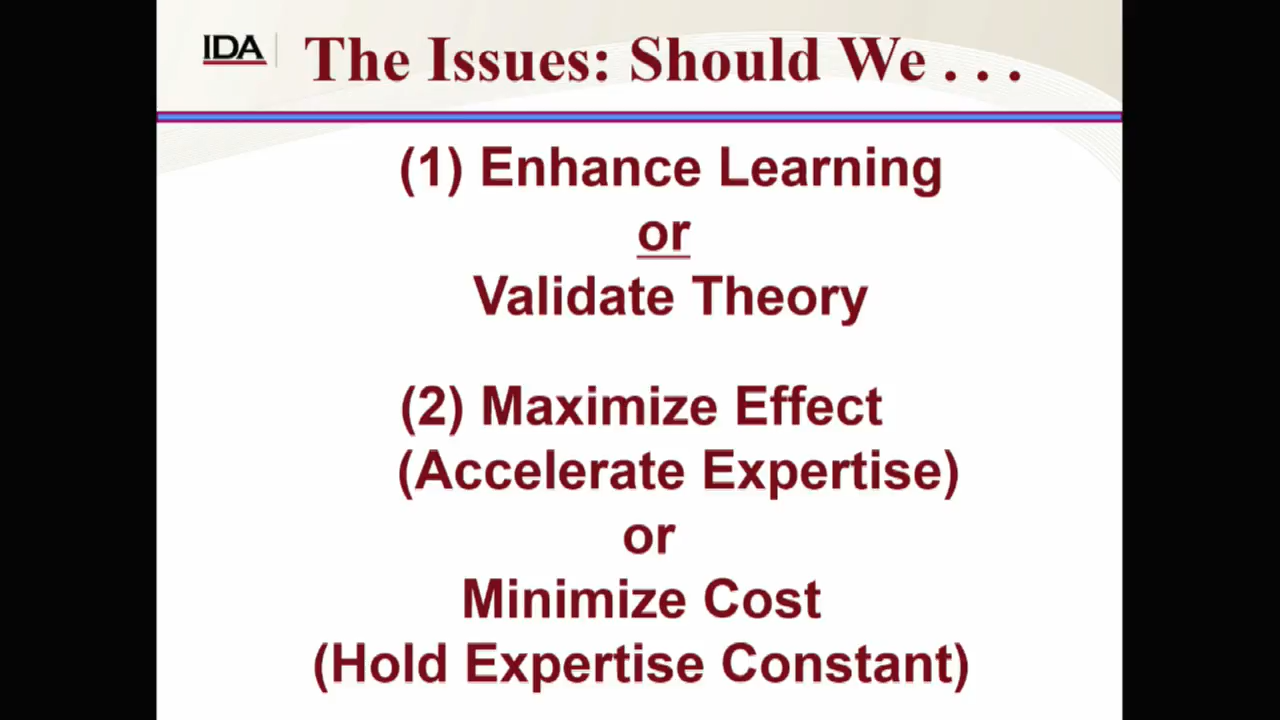 IDA
The Issues: Should We . . .
(1) Enhance Learning
or
Validate Theory
(2) Maximize Effect
(Accelerate Expertise)
or
Minimize Cost
(Hold Expertise Constant)